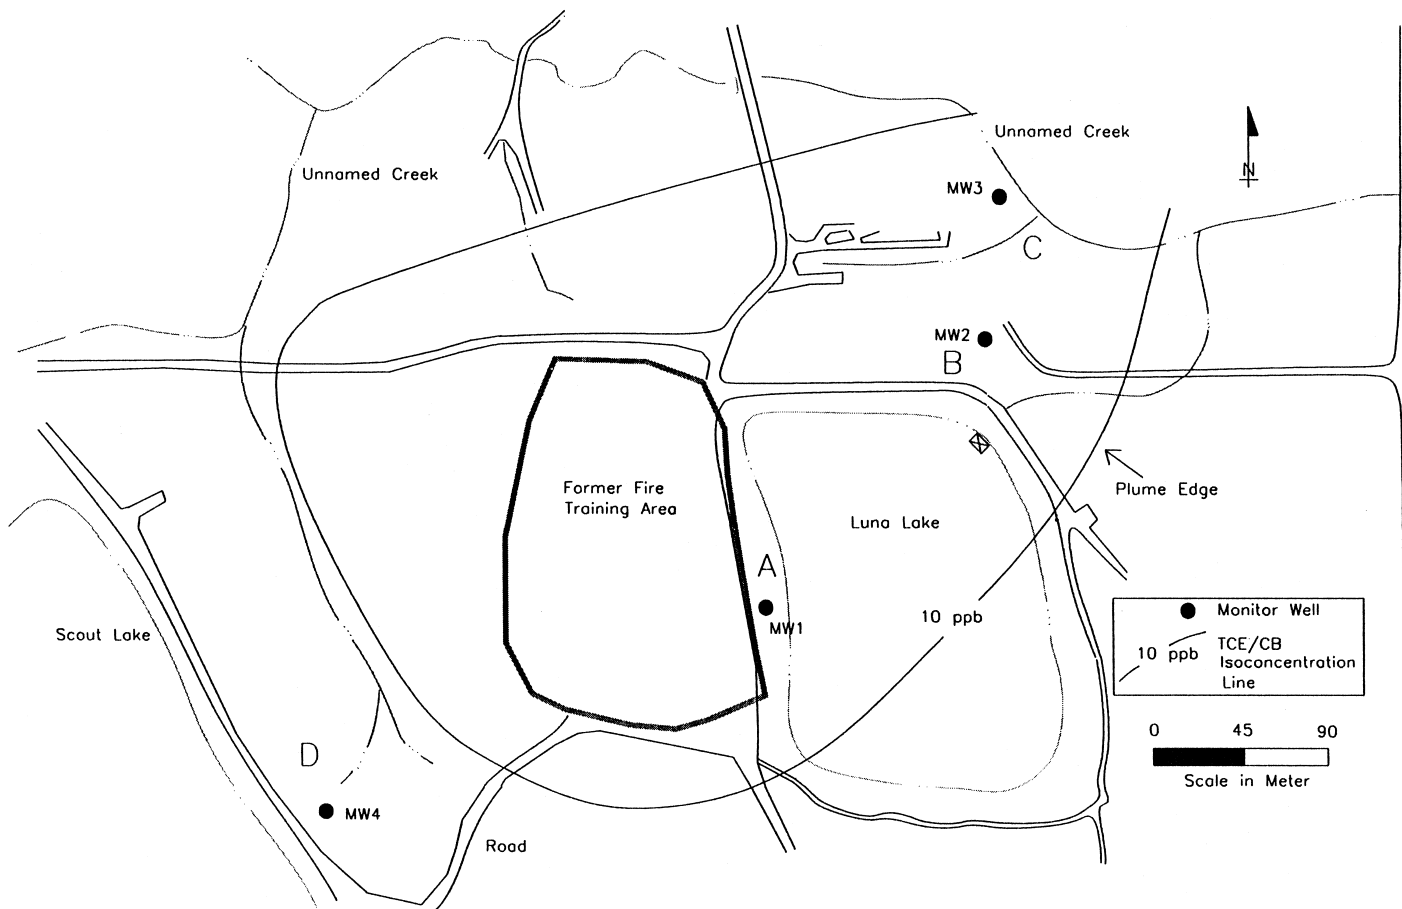 Unnamed Creek
Unnamed Creek
N
MW3
C
MW2
B
Former Fire
Training Area
Plume Edge
Luna Lake
A
10 ppb
MW1
Scout Lake
Monitor Well
10 ppb
TCE/CB
Isoconcentration
Line
0 45 90
Scale in Meter
D
MW4
Road